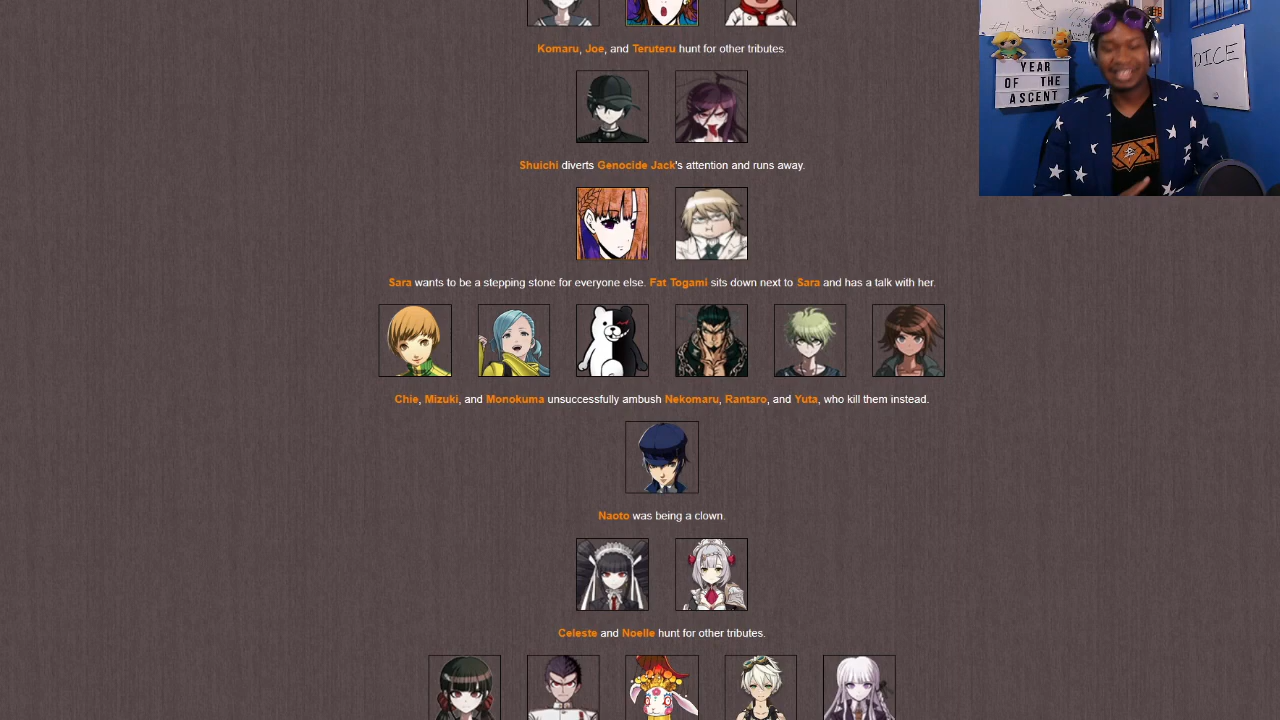 Komaru, Joe, and Teruteru hunt for other tributes.
Shuichi diverts Genocide Jack's attention and runs away.
Sara wants to be a stepping stone for everyone else. Fat Togami sits down next to Sara and has a talk with her.
Chie, Mizuki, and Monokuma unsuccessfully ambush Nekomaru, Rantaro, and Yuta, who kill them instead.
Naoto was being a clown.
Celeste and Noelle hunt for other tributes.
YEAR
OF THE
ASCENT
DICE